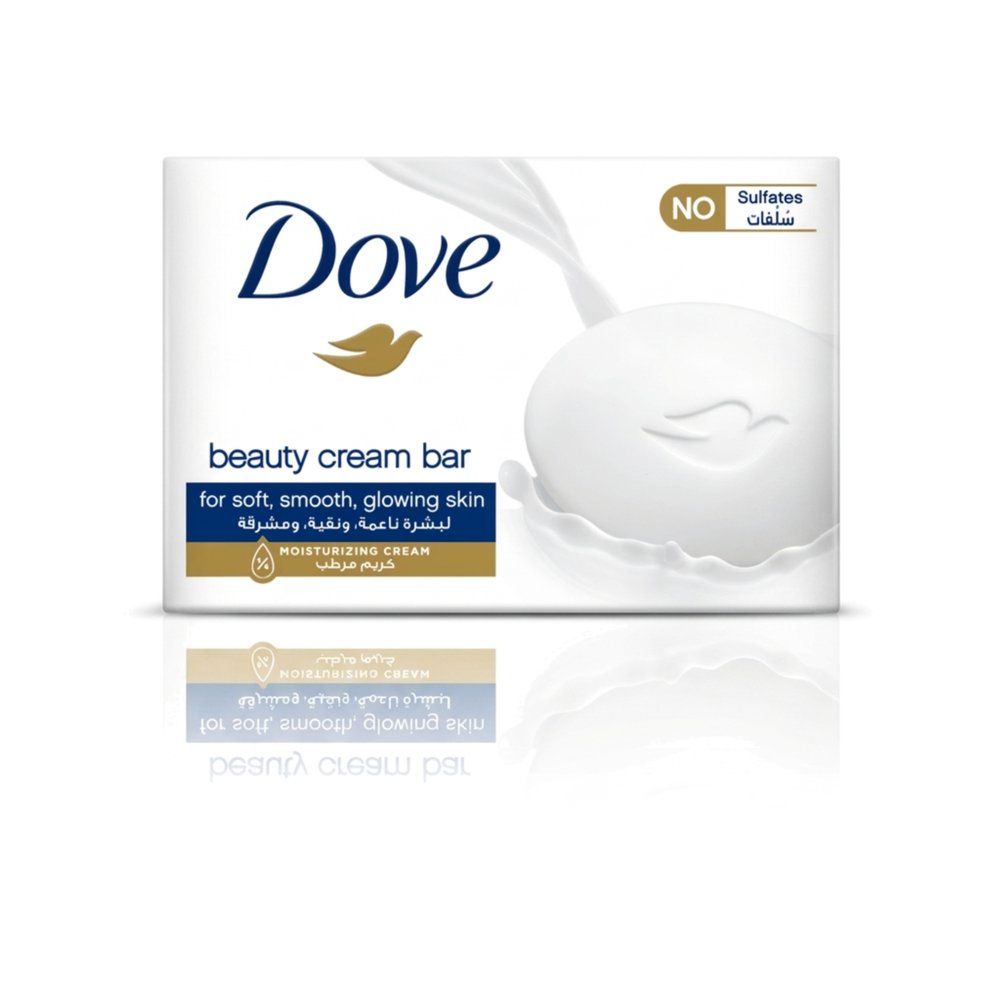 Dove
NO
Sulfates
سُلْفات
beauty cream bar
for soft, smooth, glowing skin
لبشرة ناعمة، ونقية، ومشرقة
¼
MOISTURIZING CREAM
كريم مرطب